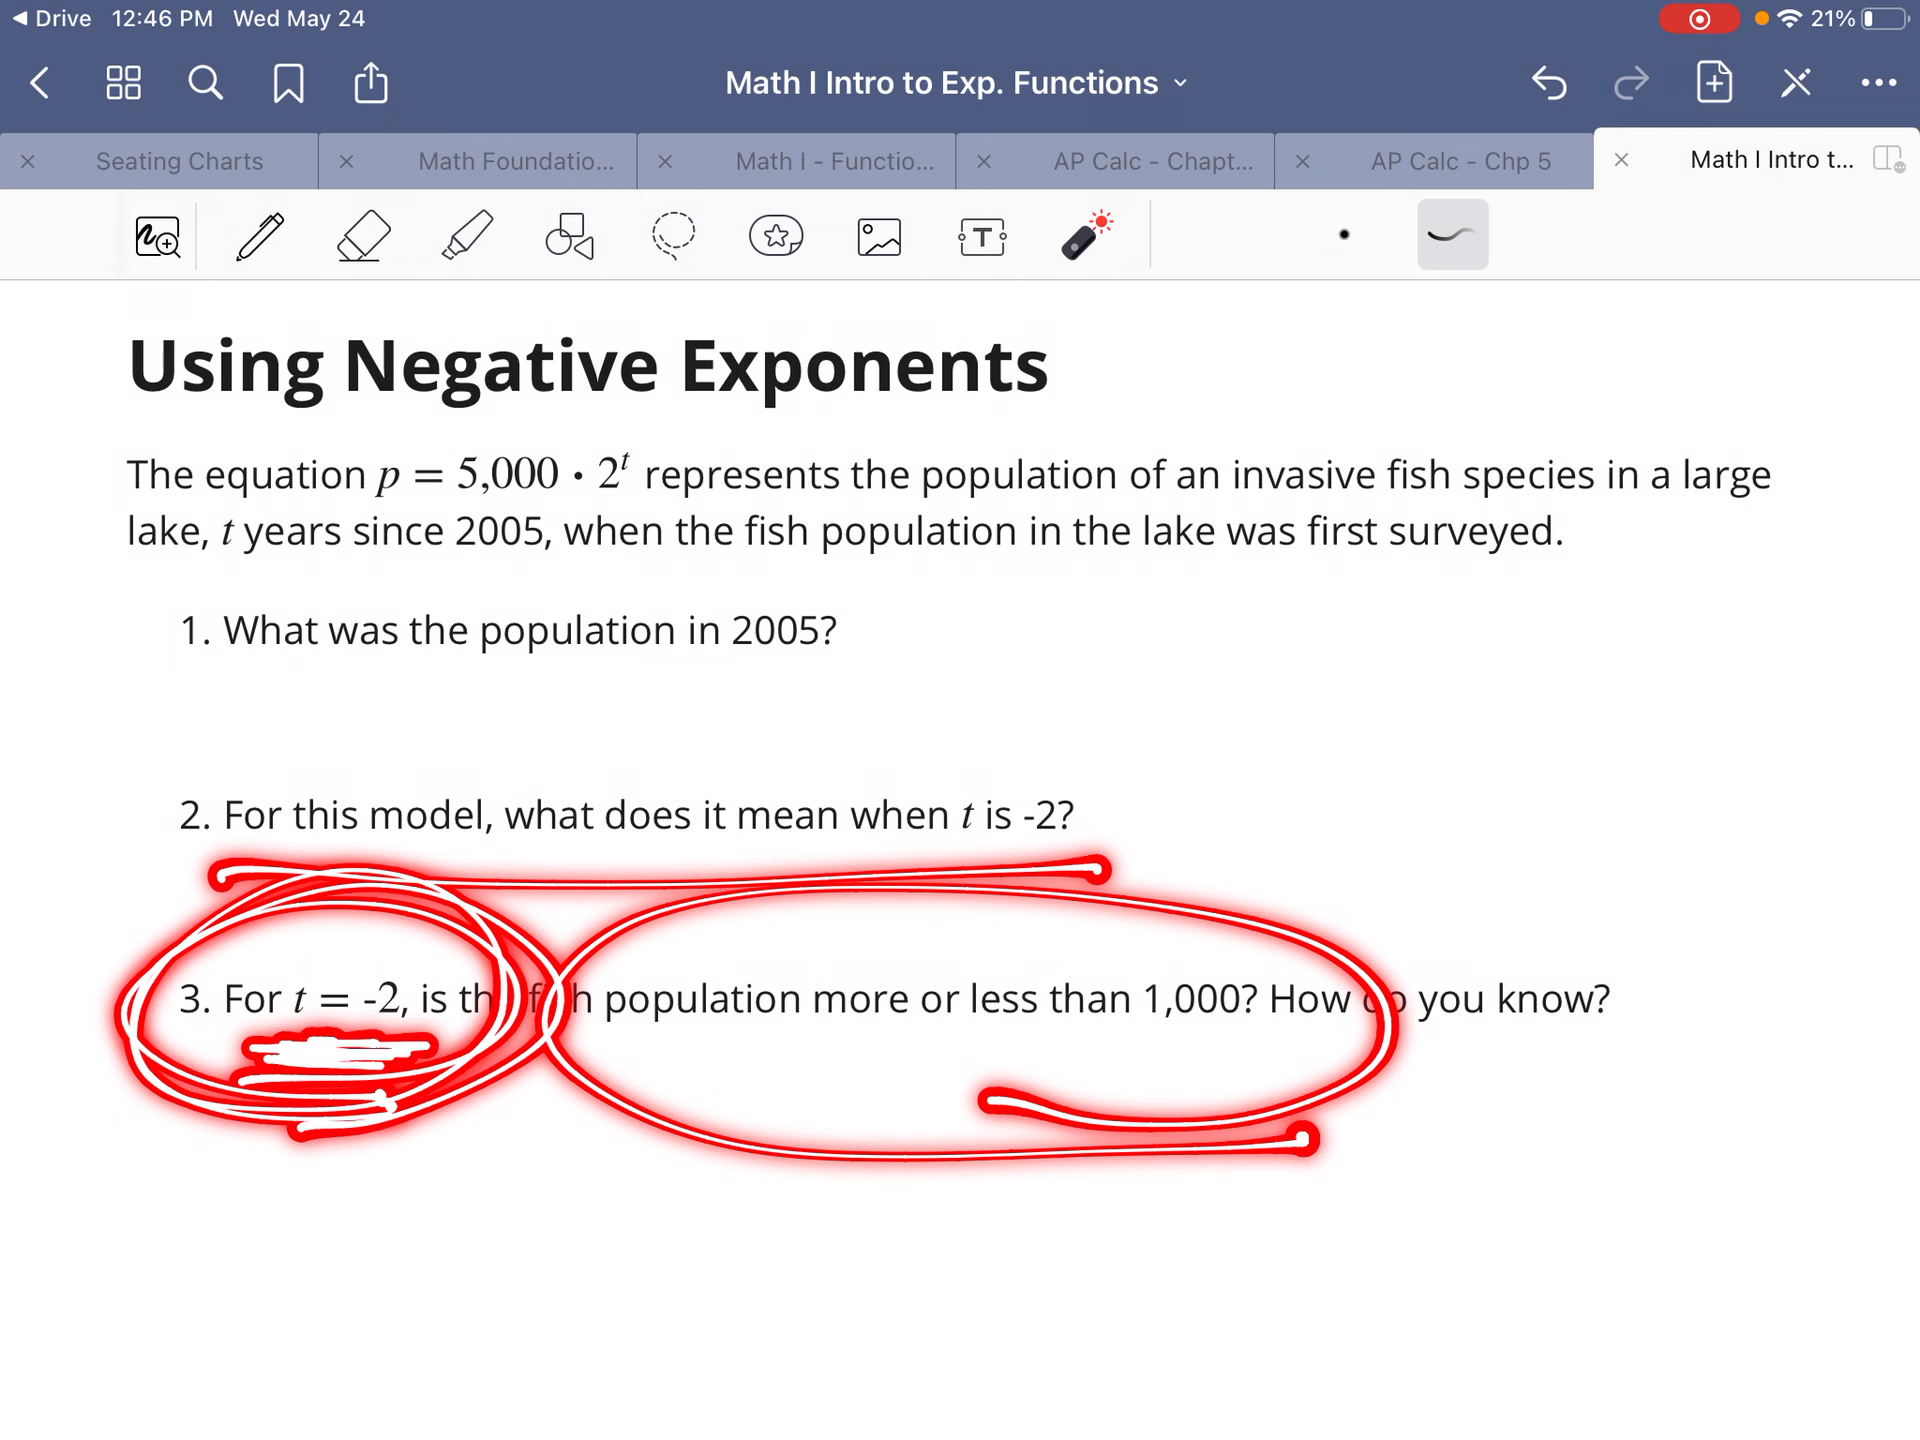 Drive 12:46 PM Wed May 24 21%
Math I Intro to Exp. Functions
Seating Charts Math Foundatio... Math I - Functio... AP Calc - Chapt... AP Calc - Chp 5 Math I Intro t...
T
Using Negative Exponents
The equation p = 5,000 · 2^t represents the population of an invasive fish species in a large
lake, t years since 2005, when the fish population in the lake was first surveyed.
1. What was the population in 2005?
2. For this model, what does it mean when t is -2?
3. For t = -2, is the fish population more or less than 1,000? How do you know?